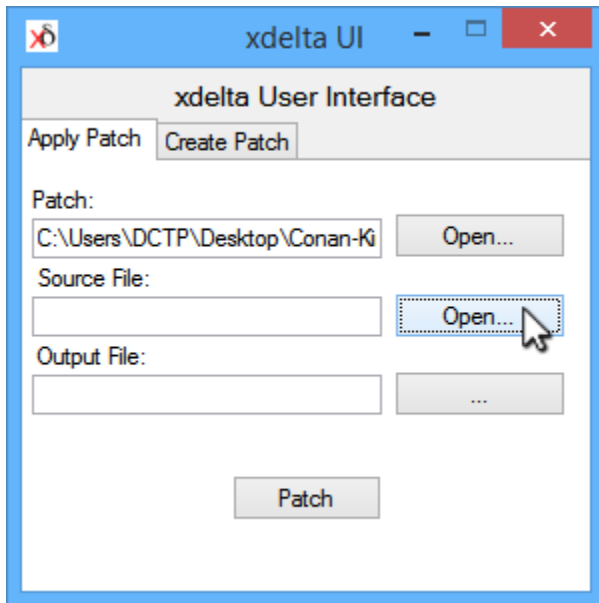 xδ xdelta UI
xdelta User Interface
Apply Patch Create Patch
Patch:
C:\Users\DCTP\Desktop\Conan-Ki Open...
Source File:
Open...
Output File:
...
Patch